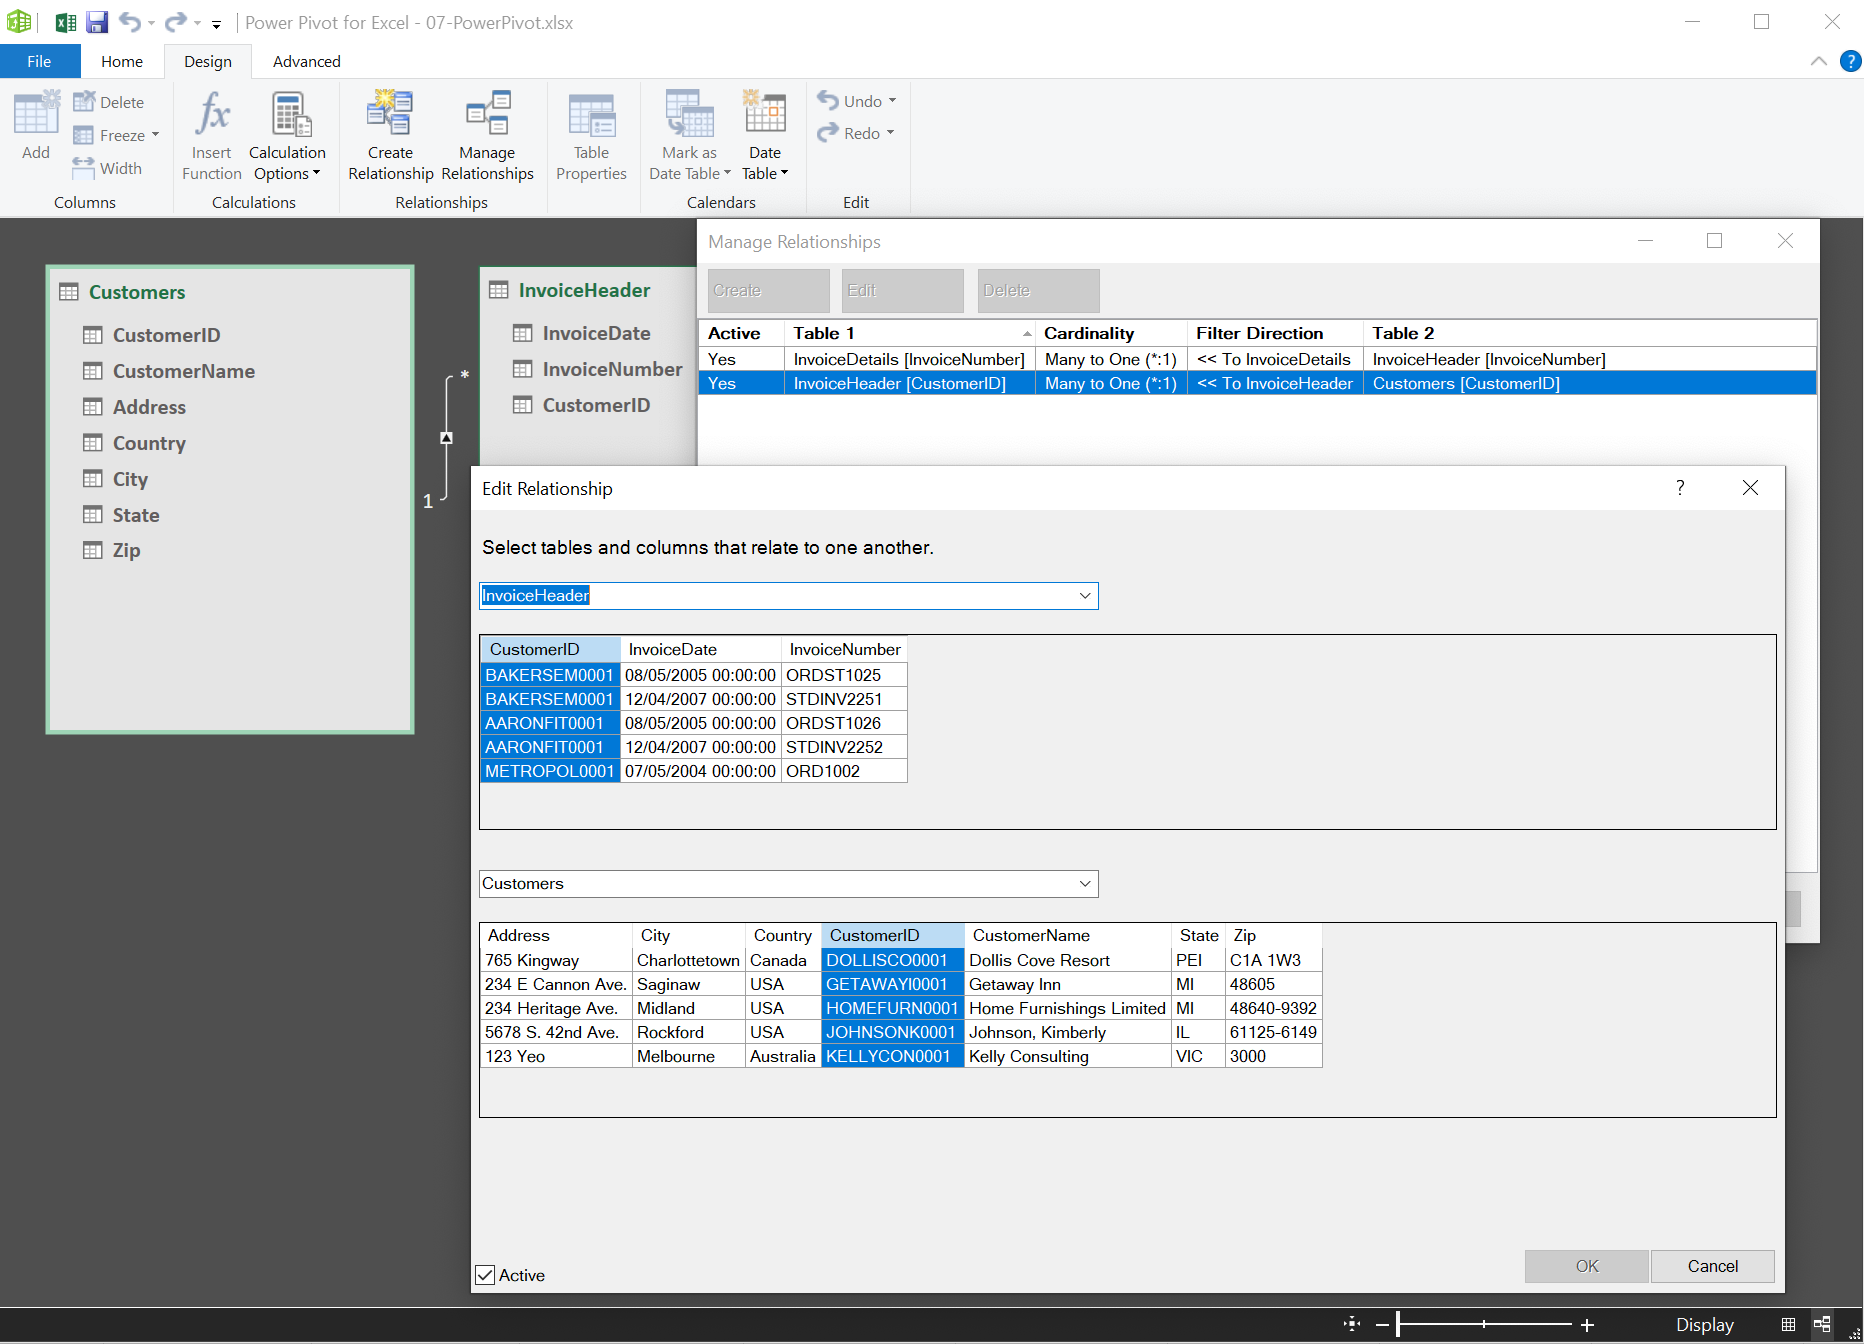 Power Pivot for Excel - 07-PowerPivot.xlsx
File Home Design Advanced
?
Add
Delete
Freeze
Width
Columns
fx
Insert Function
Calculation Options
Calculations
Create Relationship
Manage Relationships
Relationships
Table Properties
Mark as Date Table
Date Table
Calendars
Undo
Redo
Edit
Customers
CustomerID
CustomerName
Address
Country
City
State
Zip
*
1
InvoiceHeader
InvoiceDate
InvoiceNumber
CustomerID
Manage Relationships
Create Edit Delete
Active Table 1 Cardinality Filter Direction Table 2
Yes InvoiceDetails [InvoiceNumber] Many to One (*:1) << To InvoiceDetails InvoiceHeader [InvoiceNumber]
Yes InvoiceHeader [CustomerID] Many to One (*:1) << To InvoiceHeader Customers [CustomerID]
Edit Relationship ?
Select tables and columns that relate to one another.
InvoiceHeader
CustomerID InvoiceDate InvoiceNumber
BAKERSEM0001 08/05/2005 00:00:00 ORDST1025
BAKERSEM0001 12/04/2007 00:00:00 STDINV2251
AARONFIT0001 08/05/2005 00:00:00 ORDST1026
AARONFIT0001 12/04/2007 00:00:00 STDINV2252
METROPOL0001 07/05/2004 00:00:00 ORD1002
Customers
Address City Country CustomerID CustomerName State Zip
765 Kingway Charlottetown Canada DOLLISCO0001 Dollis Cove Resort PEI C1A 1W3
234 E Cannon Ave. Saginaw USA GETAWAYI0001 Getaway Inn MI 48605
234 Heritage Ave. Midland USA HOMEFURN0001 Home Furnishings Limited MI 48640-9392
5678 S. 42nd Ave. Rockford USA JOHNSONK0001 Johnson, Kimberly IL 61125-6149
123 Yeo Melbourne Australia KELLYCON0001 Kelly Consulting VIC 3000
Active
OK Cancel
Display